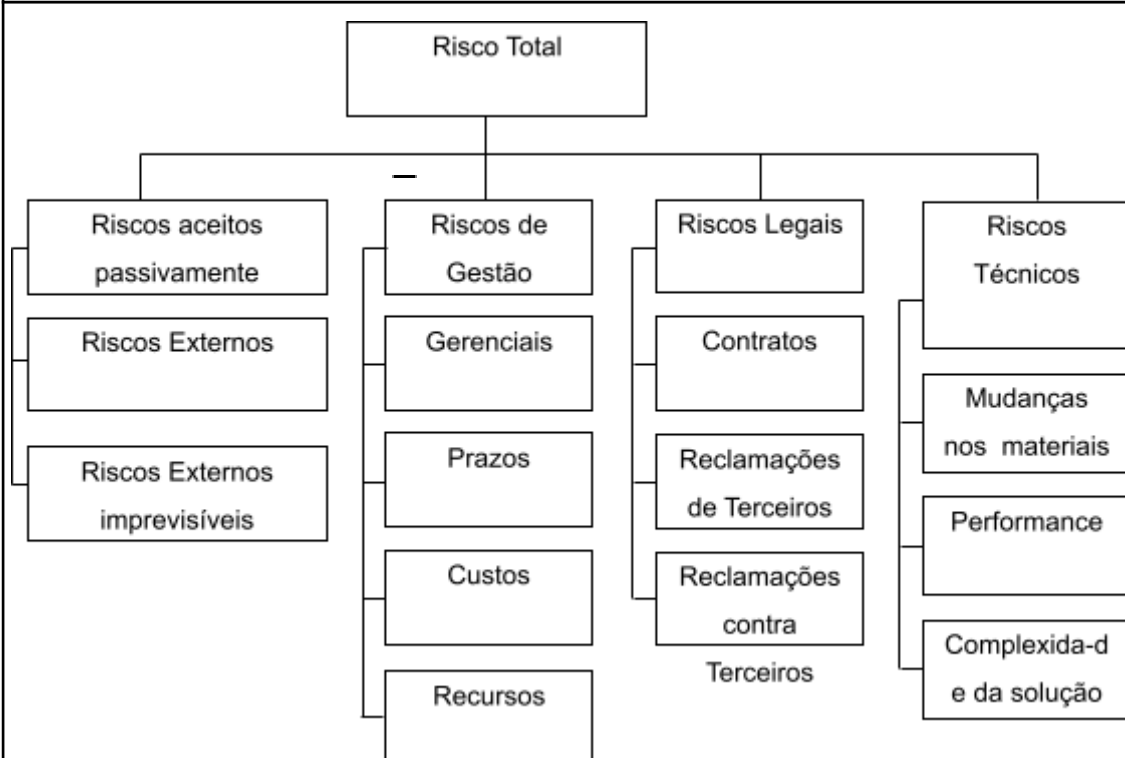 Risco Total
Riscos aceitos
passivamente
Riscos Externos
Riscos Externos
imprevisíveis
Riscos de
Gestão
Gerenciais
Prazos
Custos
Recursos
Riscos Legais
Contratos
Reclamações
de Terceiros
Reclamações
contra
Terceiros
Riscos
Técnicos
Mudanças
nos materiais
Performance
Complexida-d
e da solução